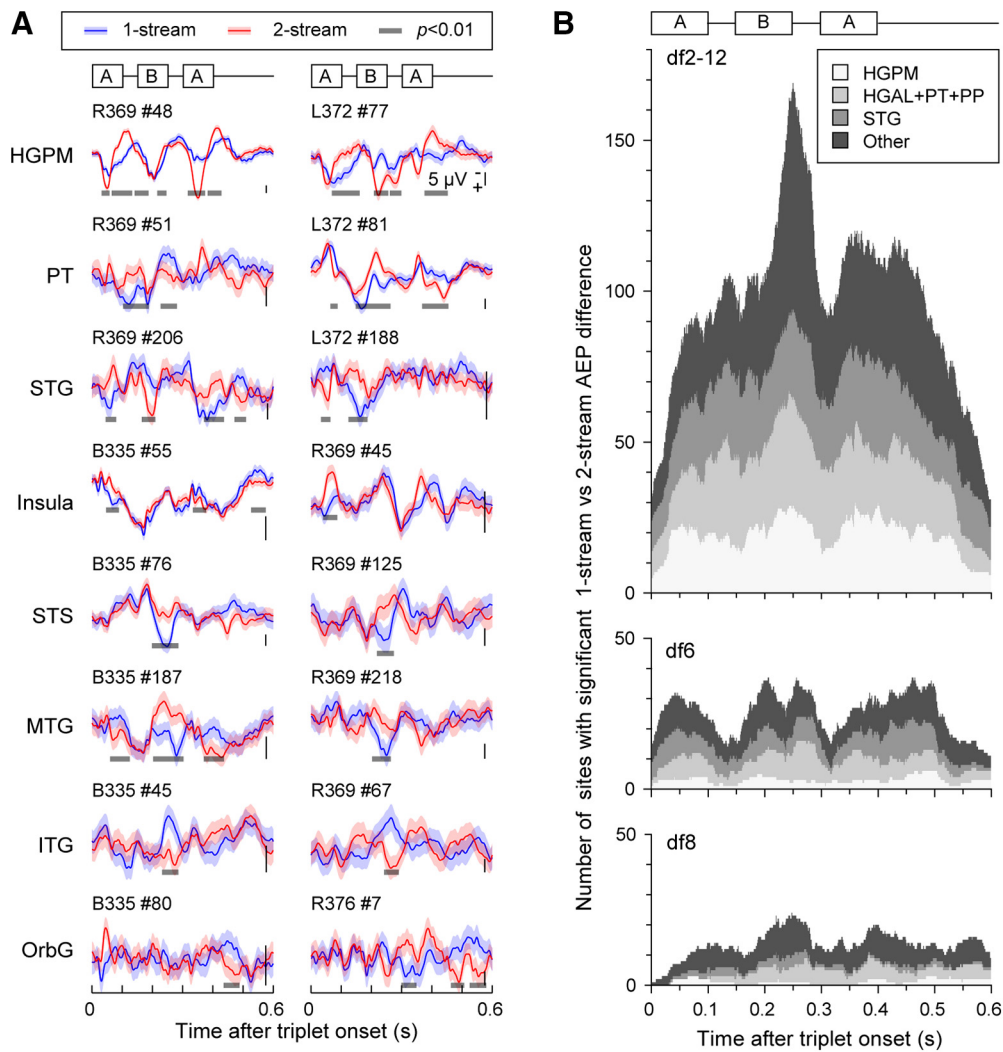 A
1-stream 2-stream p<0.01
A B A A B A
R369 #48 L372 #77
HGPM
5 µV - +
R369 #51 L372 #81
PT
R369 #206 L372 #188
STG
B335 #55 R369 #45
Insula
B335 #76 R369 #125
STS
B335 #187 R369 #218
MTG
B335 #45 R369 #67
ITG
B335 #80 R376 #7
OrbG
0 0.6 0 0.6
Time after triplet onset (s)
B
A B A
df2-12
HGPM
HGAL+PT+PP
STG
Other
150
100
50
0
df6
50
0
df8
50
0
Number of sites with significant 1-stream vs 2-stream AEP difference
0 0.1 0.2 0.3 0.4 0.5 0.6
Time after triplet onset (s)